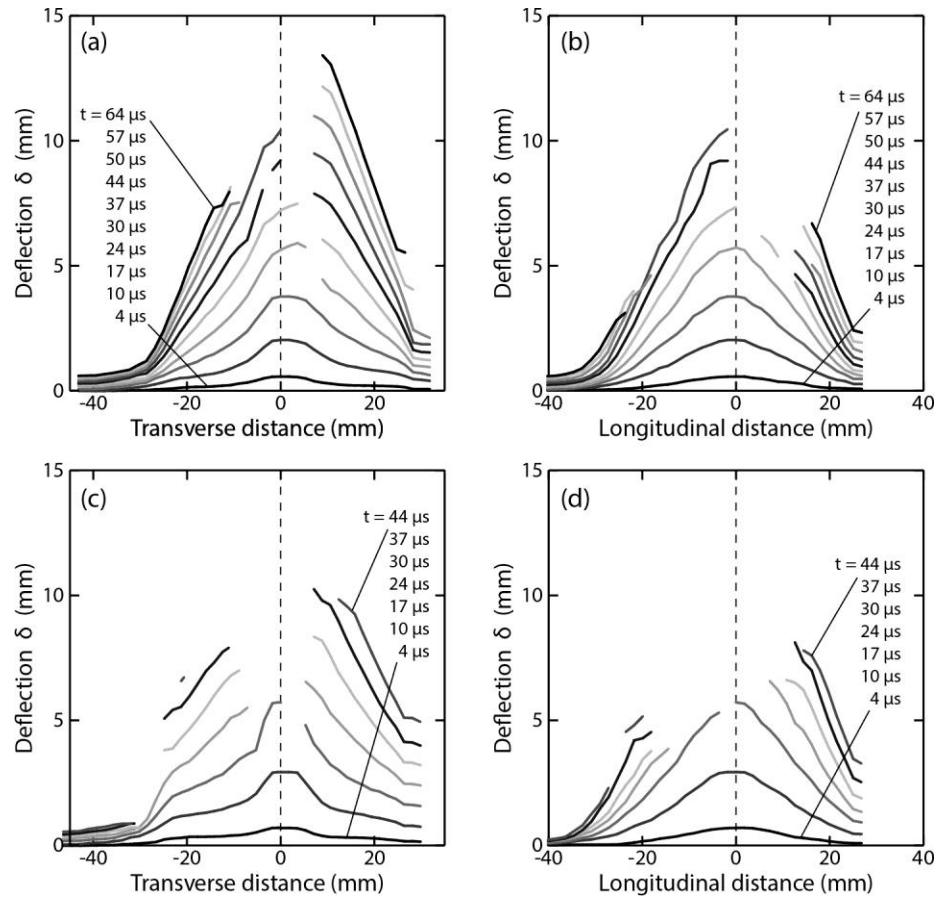 (a)
15
10
5
0
Deflection δ (mm)
t = 64 µs
57 µs
50 µs
44 µs
37 µs
30 µs
24 µs
17 µs
10 µs
4 µs
-40 -20 0 20
Transverse distance (mm)
(b)
15
10
5
0
Deflection δ (mm)
t = 64 µs
57 µs
50 µs
44 µs
37 µs
30 µs
24 µs
17 µs
10 µs
4 µs
-40 -20 0 20 40
Longitudinal distance (mm)
(c)
15
10
5
0
Deflection δ (mm)
t = 44 µs
37 µs
30 µs
24 µs
17 µs
10 µs
4 µs
-40 -20 0 20
Transverse distance (mm)
(d)
15
10
5
0
Deflection δ (mm)
t = 44 µs
37 µs
30 µs
24 µs
17 µs
10 µs
4 µs
-40 -20 0 20 40
Longitudinal distance (mm)